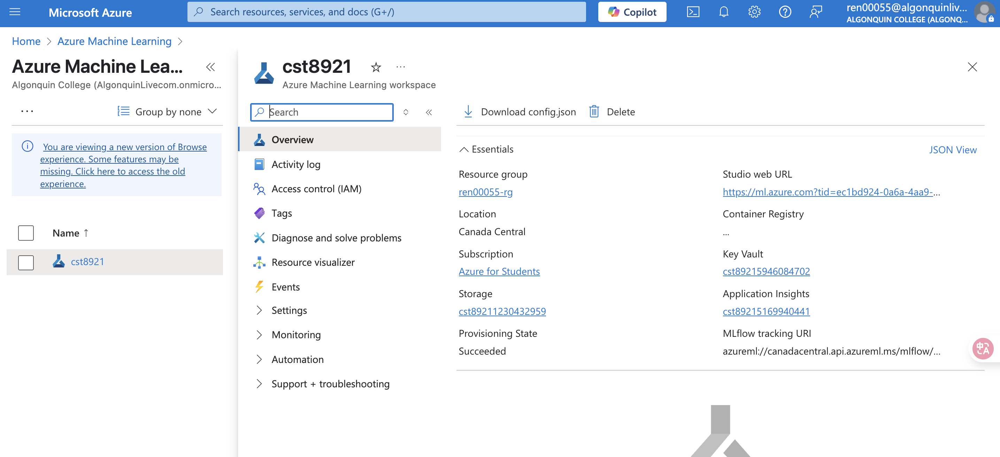 Microsoft Azure
Search resources, services, and docs (G+/)
Copilot
ren00055@algonquinliv...
ALGONQUIN COLLEGE (ALGONQ...
Home > Azure Machine Learning >
Azure Machine Lea...
Algonquin College (AlgonquinLivecom.onmicro...
Group by none
You are viewing a new version of Browse
experience. Some features may be
missing. Click here to access the old
experience.
Name ↑
cst8921
cst8921
Azure Machine Learning workspace
Search
Overview
Activity log
Access control (IAM)
Tags
Diagnose and solve problems
Resource visualizer
Events
Settings
Monitoring
Automation
Support + troubleshooting
Download config.json
Delete
Essentials
JSON View
Resource group
ren00055-rg
Location
Canada Central
Subscription
Azure for Students
Storage
cst89211230432959
Provisioning State
Succeeded
Studio web URL
https://ml.azure.com?tid=ec1bd924-0a6a-4aa9-...
Container Registry
...
Key Vault
cst89215946084702
Application Insights
cst89215169940441
MLflow tracking URI
azureml://canadacentral.api.azureml.ms/mlflow/...
中A